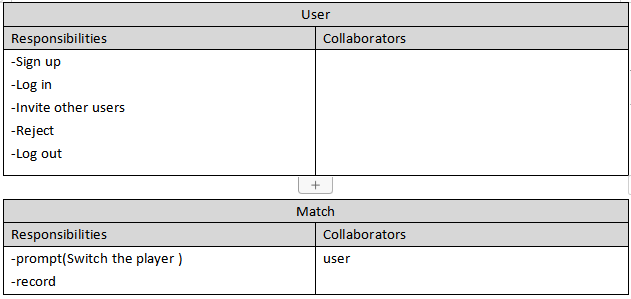 User
Responsibilities Collaborators
-Sign up
-Log in
-Invite other users
-Reject
-Log out
+
Match
Responsibilities Collaborators
-prompt(Switch the player ) user
-record